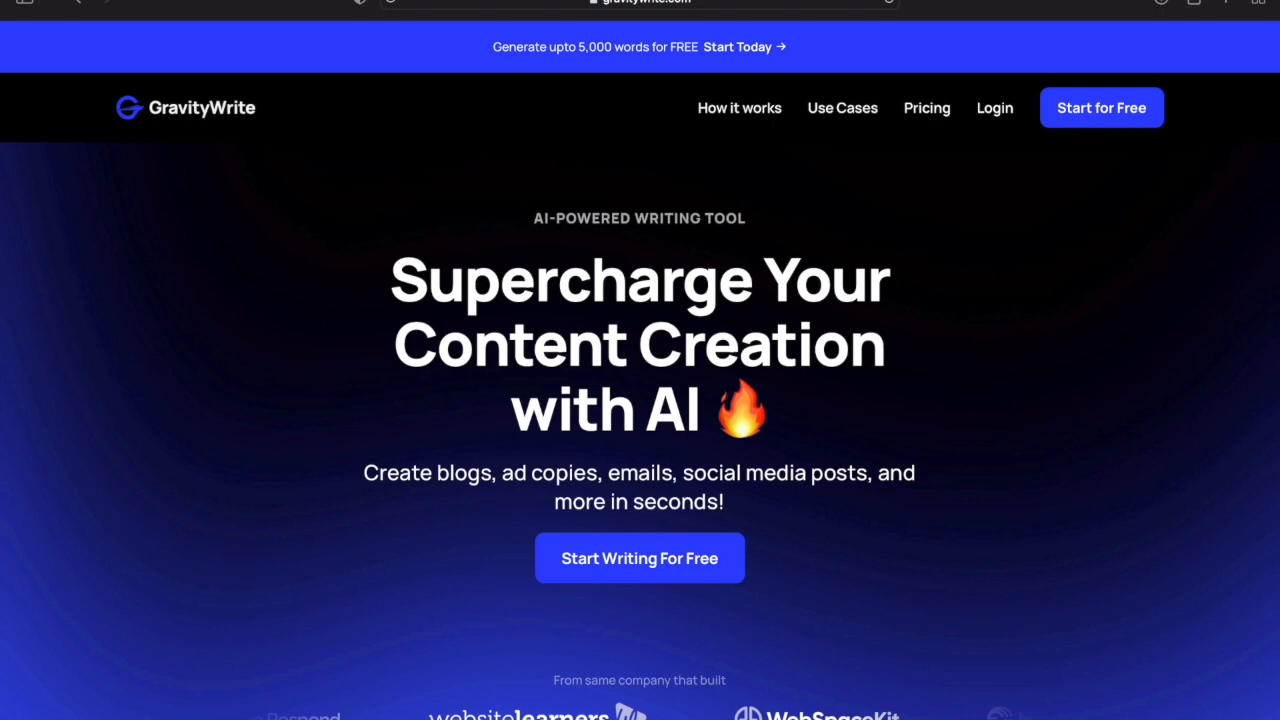 Generate upto 5,000 words for FREE Start Today →
GravityWrite
How it works
Use Cases
Pricing
Login
Start for Free
AI-POWERED WRITING TOOL
Supercharge Your
Content Creation
with AI 🔥
Create blogs, ad copies, emails, social media posts, and
more in seconds!
Start Writing For Free
From same company that built
Respond
websitelearners
WebSpaceKit